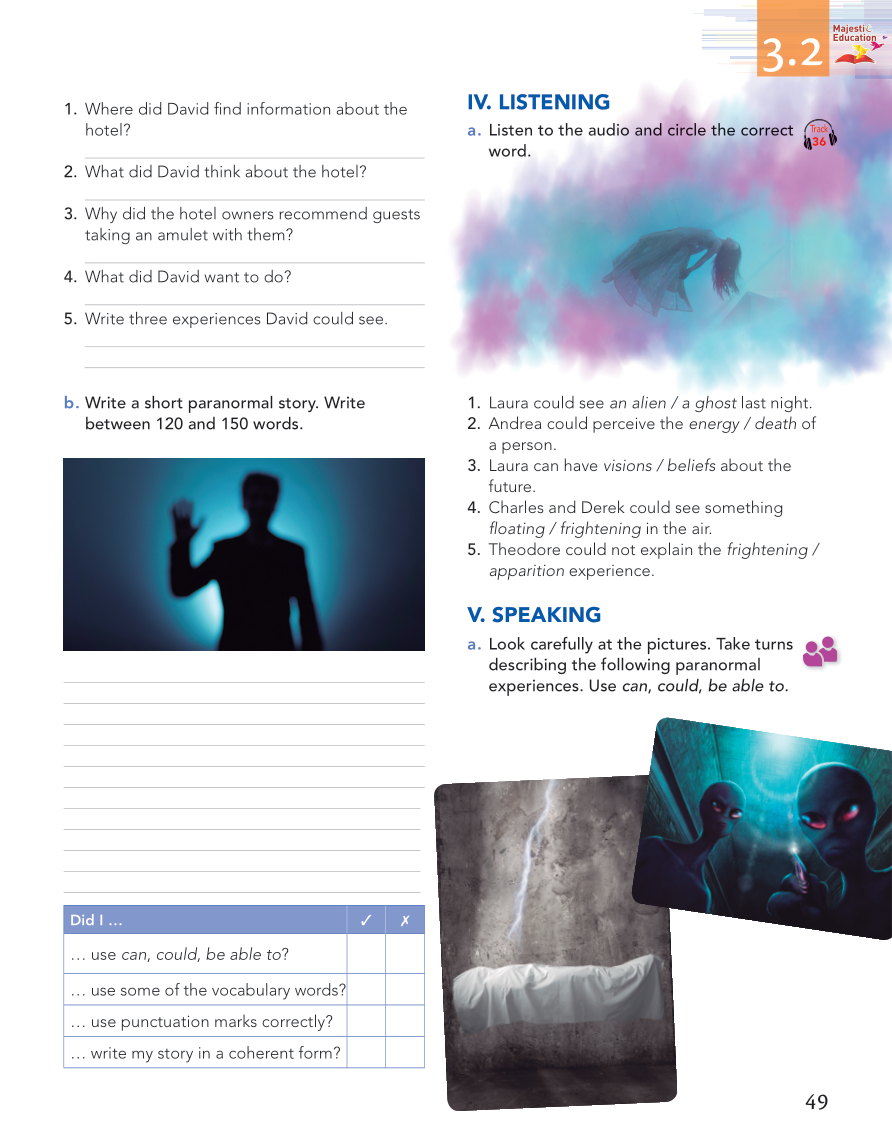 3.2
Majestic
Education
1. Where did David find information about the
hotel?
2. What did David think about the hotel?
3. Why did the hotel owners recommend guests
taking an amulet with them?
4. What did David want to do?
5. Write three experiences David could see.
b. Write a short paranormal story. Write
between 120 and 150 words.
Did I … ✓ ✗
… use can, could, be able to?
… use some of the vocabulary words?
… use punctuation marks correctly?
… write my story in a coherent form?
IV. LISTENING
a. Listen to the audio and circle the correct
word.
Track
36
1. Laura could see an alien / a ghost last night.
2. Andrea could perceive the energy / death of
a person.
3. Laura can have visions / beliefs about the
future.
4. Charles and Derek could see something
floating / frightening in the air.
5. Theodore could not explain the frightening /
apparition experience.
V. SPEAKING
a. Look carefully at the pictures. Take turns
describing the following paranormal
experiences. Use can, could, be able to.
49